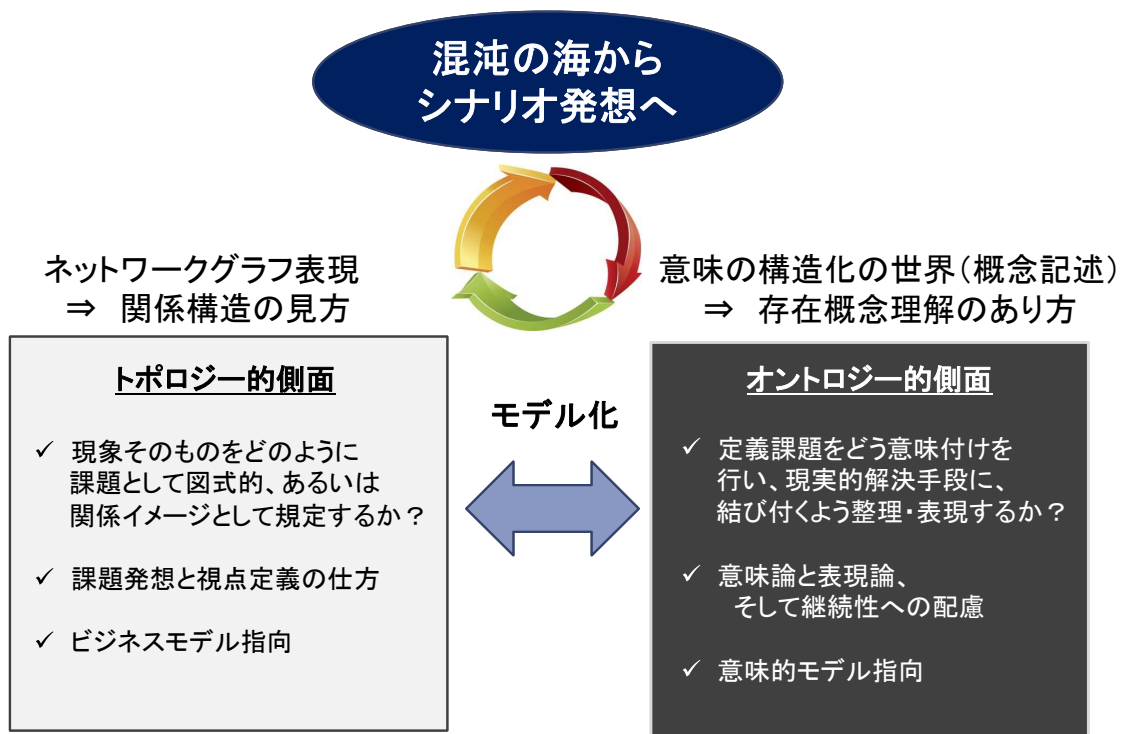 混沌の海から
シナリオ発想へ
ネットワークグラフ表現
⇒ 関係構造の見方
意味の構造化の世界(概念記述)
⇒ 存在概念理解のあり方
トポロジー的側面
✓ 現象そのものをどのように
課題として図式的、あるいは
関係イメージとして規定するか？
✓ 課題発想と視点定義の仕方
✓ ビジネスモデル指向
モデル化
オントロジー的側面
✓ 定義課題をどう意味付けを
行い、現実的解決手段に、
結び付くよう整理・表現するか？
✓ 意味論と表現論、
そして継続性への配慮
✓ 意味的モデル指向